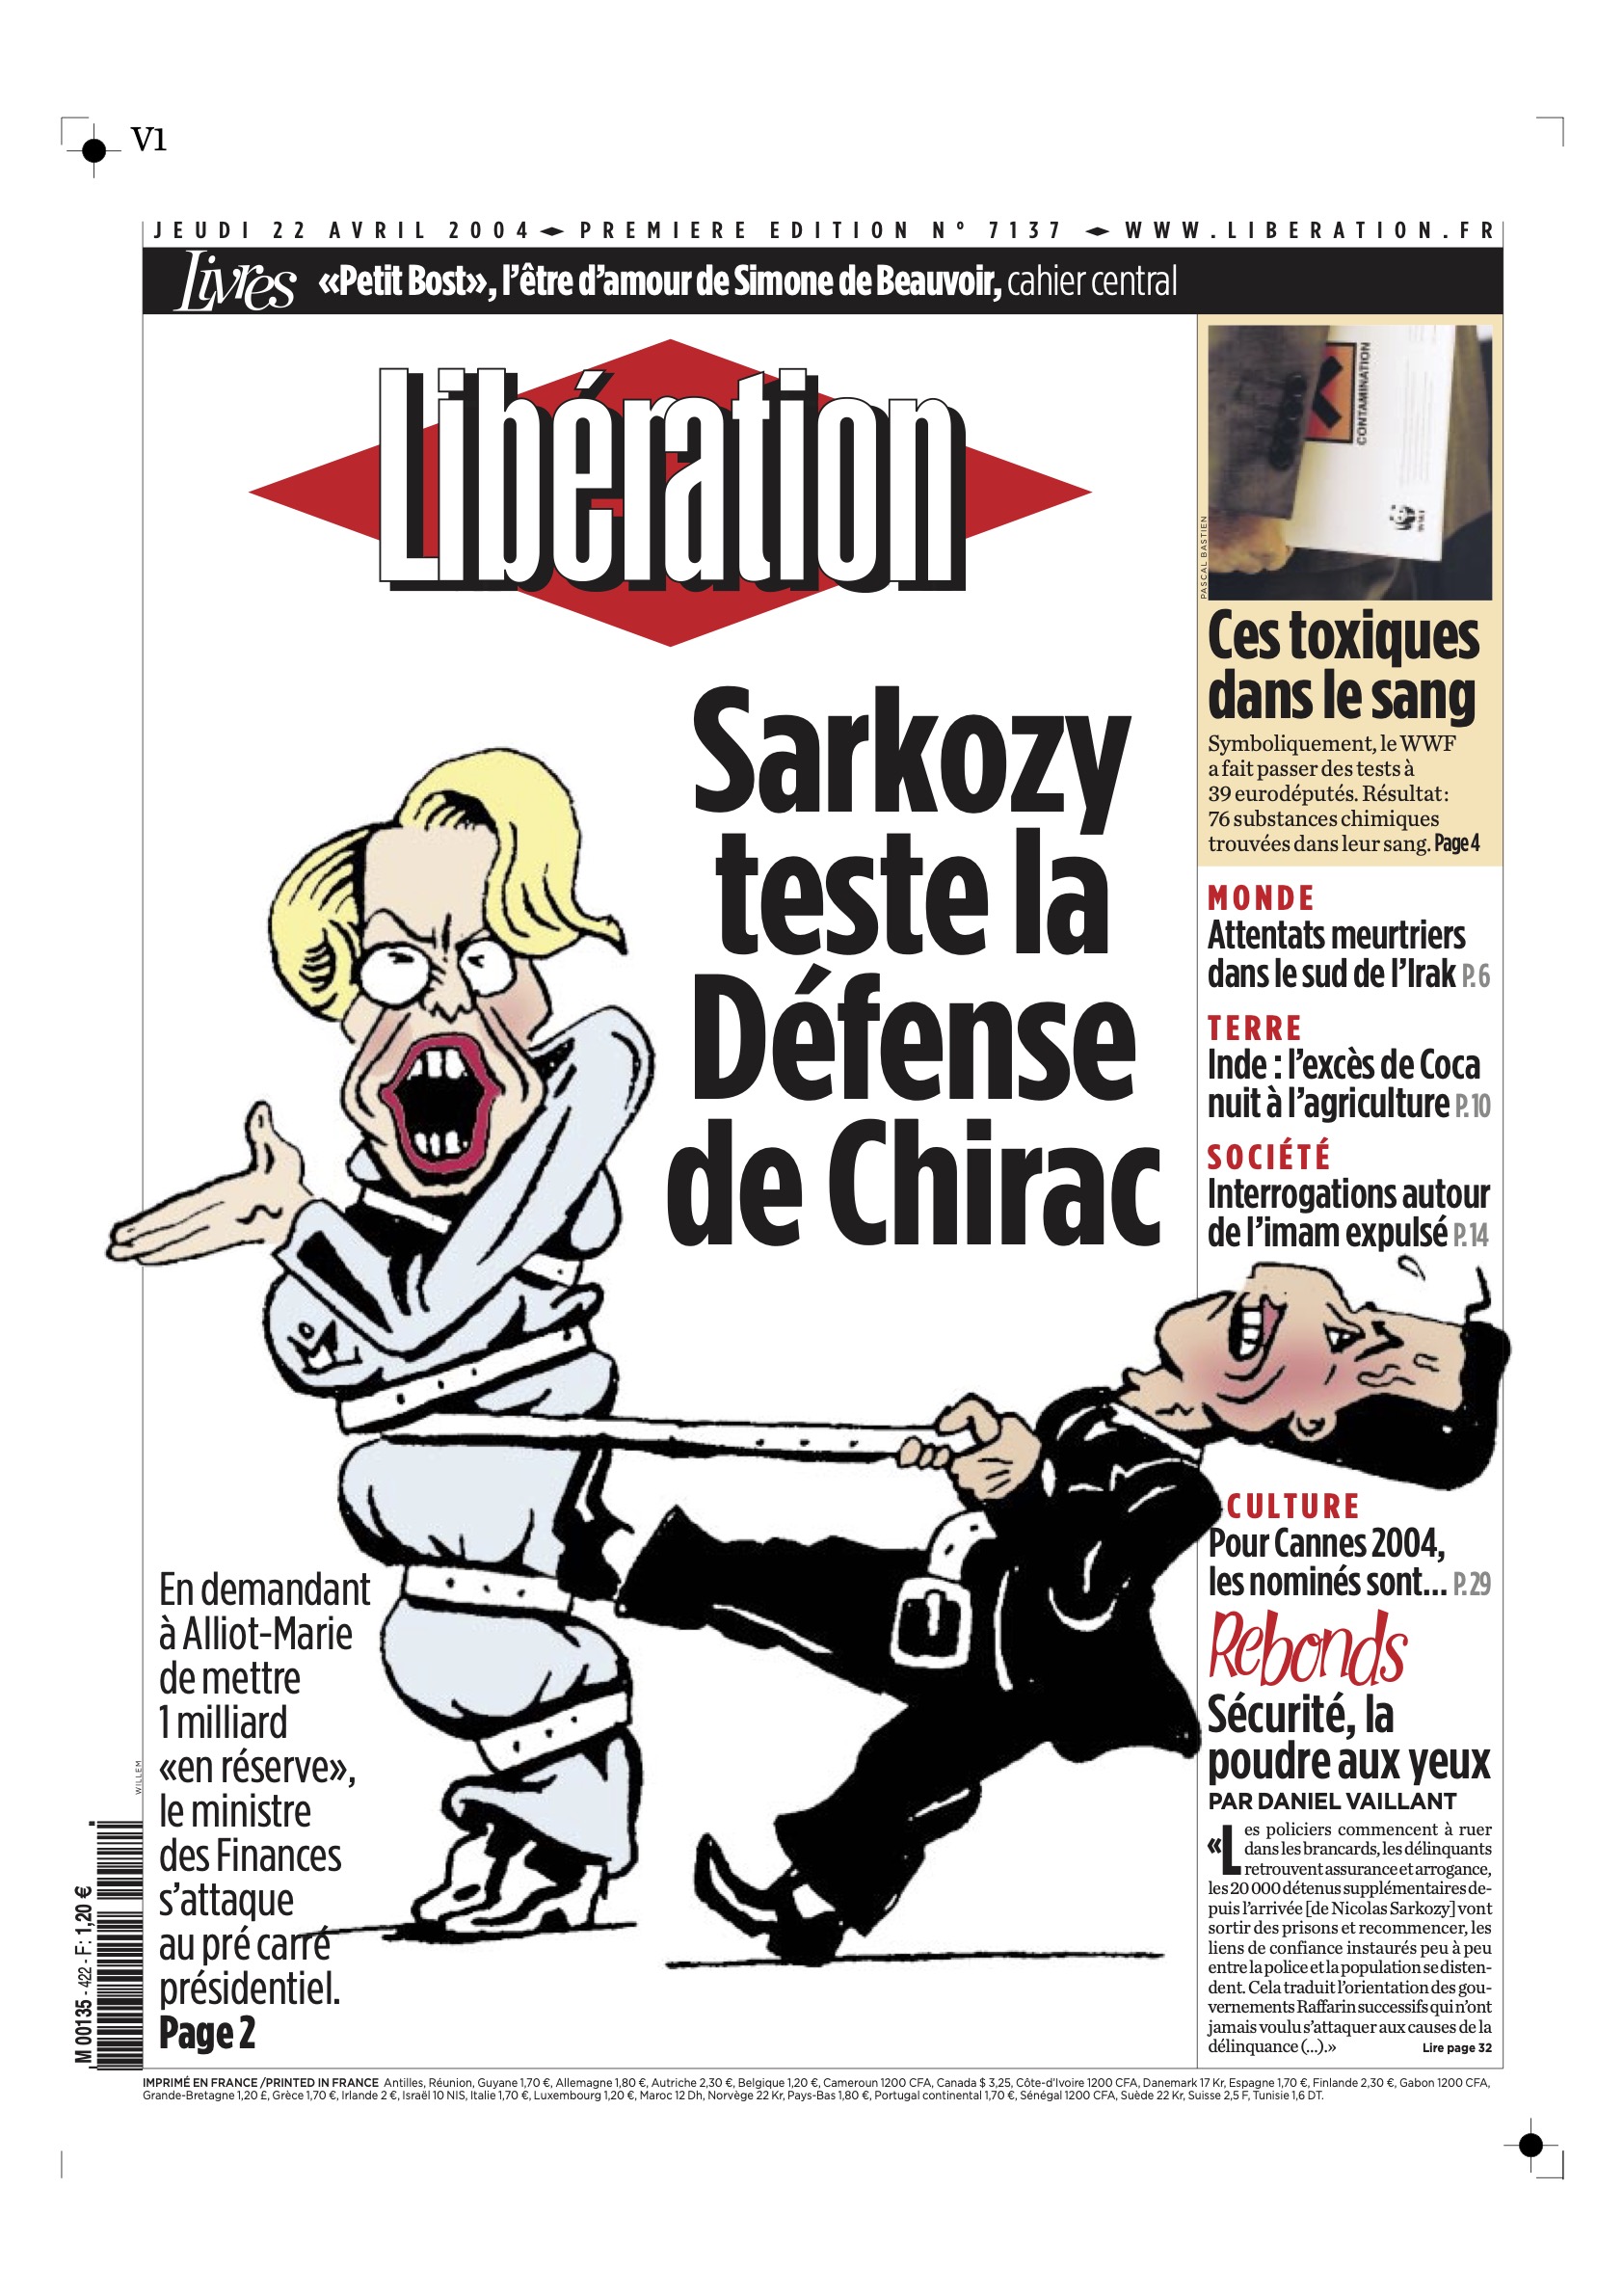 V1
JEUDI 22 AVRIL 2004 ◆ PREMIERE EDITION N° 7137 ◆ WWW.LIBERATION.FR
Livres «Petit Bost», l’être d’amour de Simone de Beauvoir, cahier central
Libération
Sarkozy
teste la
Défense
de Chirac
En demandant
à Alliot-Marie
de mettre
1 milliard
«en réserve»,
le ministre
des Finances
s’attaque
au pré carré
présidentiel.
Page 2
WILLEM
M 00135 - 422 - F: 1,20 €
CONTAMINATION
WWF
PASCAL BASTIEN
Ces toxiques
dans le sang
Symboliquement, le WWF
a fait passer des tests à
39 eurodéputés. Résultat:
76 substances chimiques
trouvées dans leur sang. Page 4
MONDE
Attentats meurtriers
dans le sud de l’Irak P.6
TERRE
Inde : l’excès de Coca
nuit à l’agriculture P.10
SOCIÉTÉ
Interrogations autour
de l’imam expulsé P.14
CULTURE
Pour Cannes 2004,
les nominés sont... P.29
Rebonds
Sécurité, la
poudre aux yeux
PAR DANIEL VAILLANT
«Les policiers commencent à ruer
dans les brancards, les délinquants
retrouvent assurance et arrogance,
les 20 000 détenus supplémentaires de-
puis l’arrivée [de Nicolas Sarkozy] vont
sortir des prisons et recommencer, les
liens de confiance instaurés peu à peu
entre la police et la population se disten-
dent. Cela traduit l’orientation des gou-
vernements Raffarin successifs qui n’ont
jamais voulu s’attaquer aux causes de la
délinquance (...).» Lire page 32
IMPRIMÉ EN FRANCE /PRINTED IN FRANCE Antilles, Réunion, Guyane 1,70 €, Allemagne 1,80 €, Autriche 2,30 €, Belgique 1,20 €, Cameroun 1200 CFA, Canada $ 3,25, Côte-d’Ivoire 1200 CFA, Danemark 17 Kr, Espagne 1,70 €, Finlande 2,30 €, Gabon 1200 CFA,
Grande-Bretagne 1,20 £, Grèce 1,70 €, Irlande 2 €, Israël 10 NIS, Italie 1,70 €, Luxembourg 1,20 €, Maroc 12 Dh, Norvège 22 Kr, Pays-Bas 1,80 €, Portugal continental 1,70 €, Sénégal 1200 CFA, Suède 22 Kr, Suisse 2,5 F, Tunisie 1,6 DT.